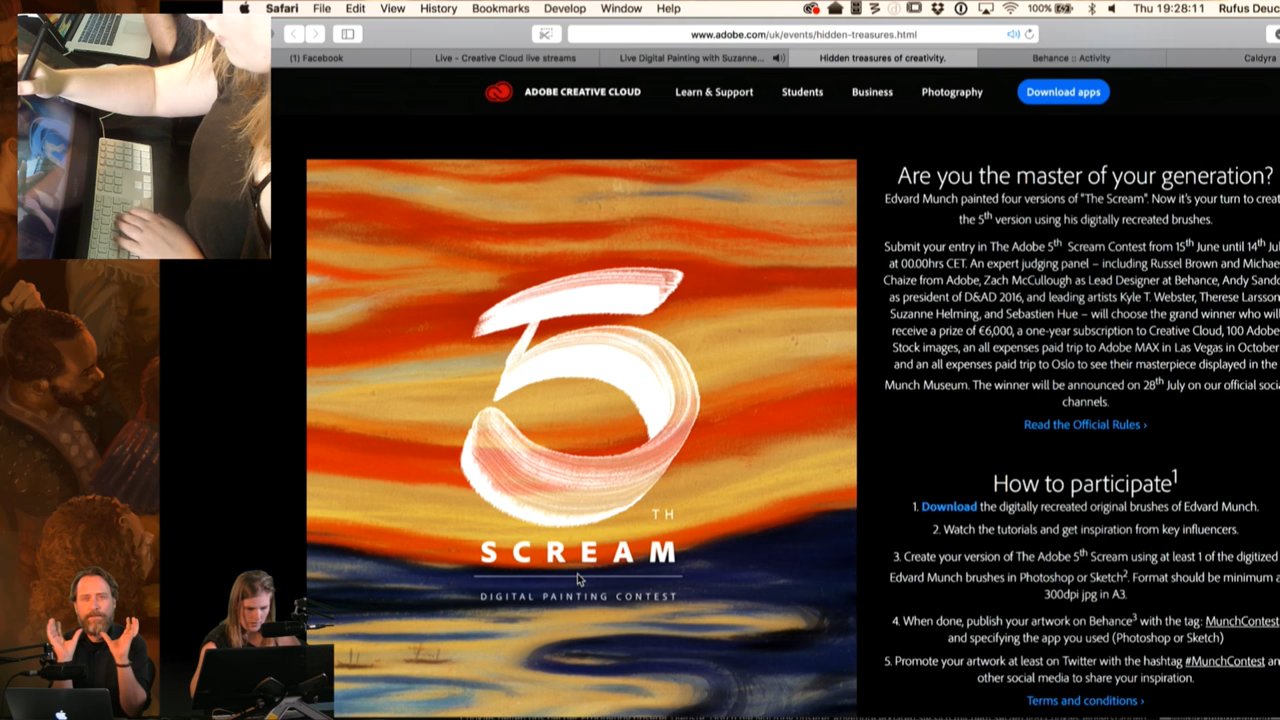 Safari File Edit View History Bookmarks Develop Window Help 100% Thu 19:28:11 Rufus Deuc
www.adobe.com/uk/events/hidden-treasures.html
(1) Facebook Live - Creative Cloud live streams Live Digital Painting with Suzanne... Hidden treasures of creativity. Behance :: Activity Caldyra
ADOBE CREATIVE CLOUD Learn & Support Students Business Photography Download apps
5
TH
SCREAM
DIGITAL PAINTING CONTEST
Are you the master of your generation?
Edvard Munch painted four versions of "The Scream". Now it's your turn to creat
the 5th version using his digitally recreated brushes.
Submit your entry in The Adobe 5th Scream Contest from 15th June until 14th Jul
at 00.00hrs CET. An expert judging panel – including Russel Brown and Michae
Chaize from Adobe, Zach McCullough as Lead Designer at Behance, Andy Sando
as president of D&AD 2016, and leading artists Kyle T. Webster, Therese Larsson
Suzanne Helming, and Sebastien Hue – will choose the grand winner who will
receive a prize of €6,000, a one-year subscription to Creative Cloud, 100 Adobe
Stock images, an all expenses paid trip to Adobe MAX in Las Vegas in October
and an all expenses paid trip to Oslo to see their masterpiece displayed in the
Munch Museum. The winner will be announced on 28th July on our official socia
channels.
Read the Official Rules ›
How to participate1
1. Download the digitally recreated original brushes of Edvard Munch.
2. Watch the tutorials and get inspiration from key influencers.
3. Create your version of The Adobe 5th Scream using at least 1 of the digitized
Edvard Munch brushes in Photoshop or Sketch2. Format should be minimum a
300dpi jpg in A3.
4. When done, publish your artwork on Behance3 with the tag: MunchContest
and specifying the app you used (Photoshop or Sketch)
5. Promote your artwork at least on Twitter with the hashtag #MunchContest an
other social media to share your inspiration.
Terms and conditions ›